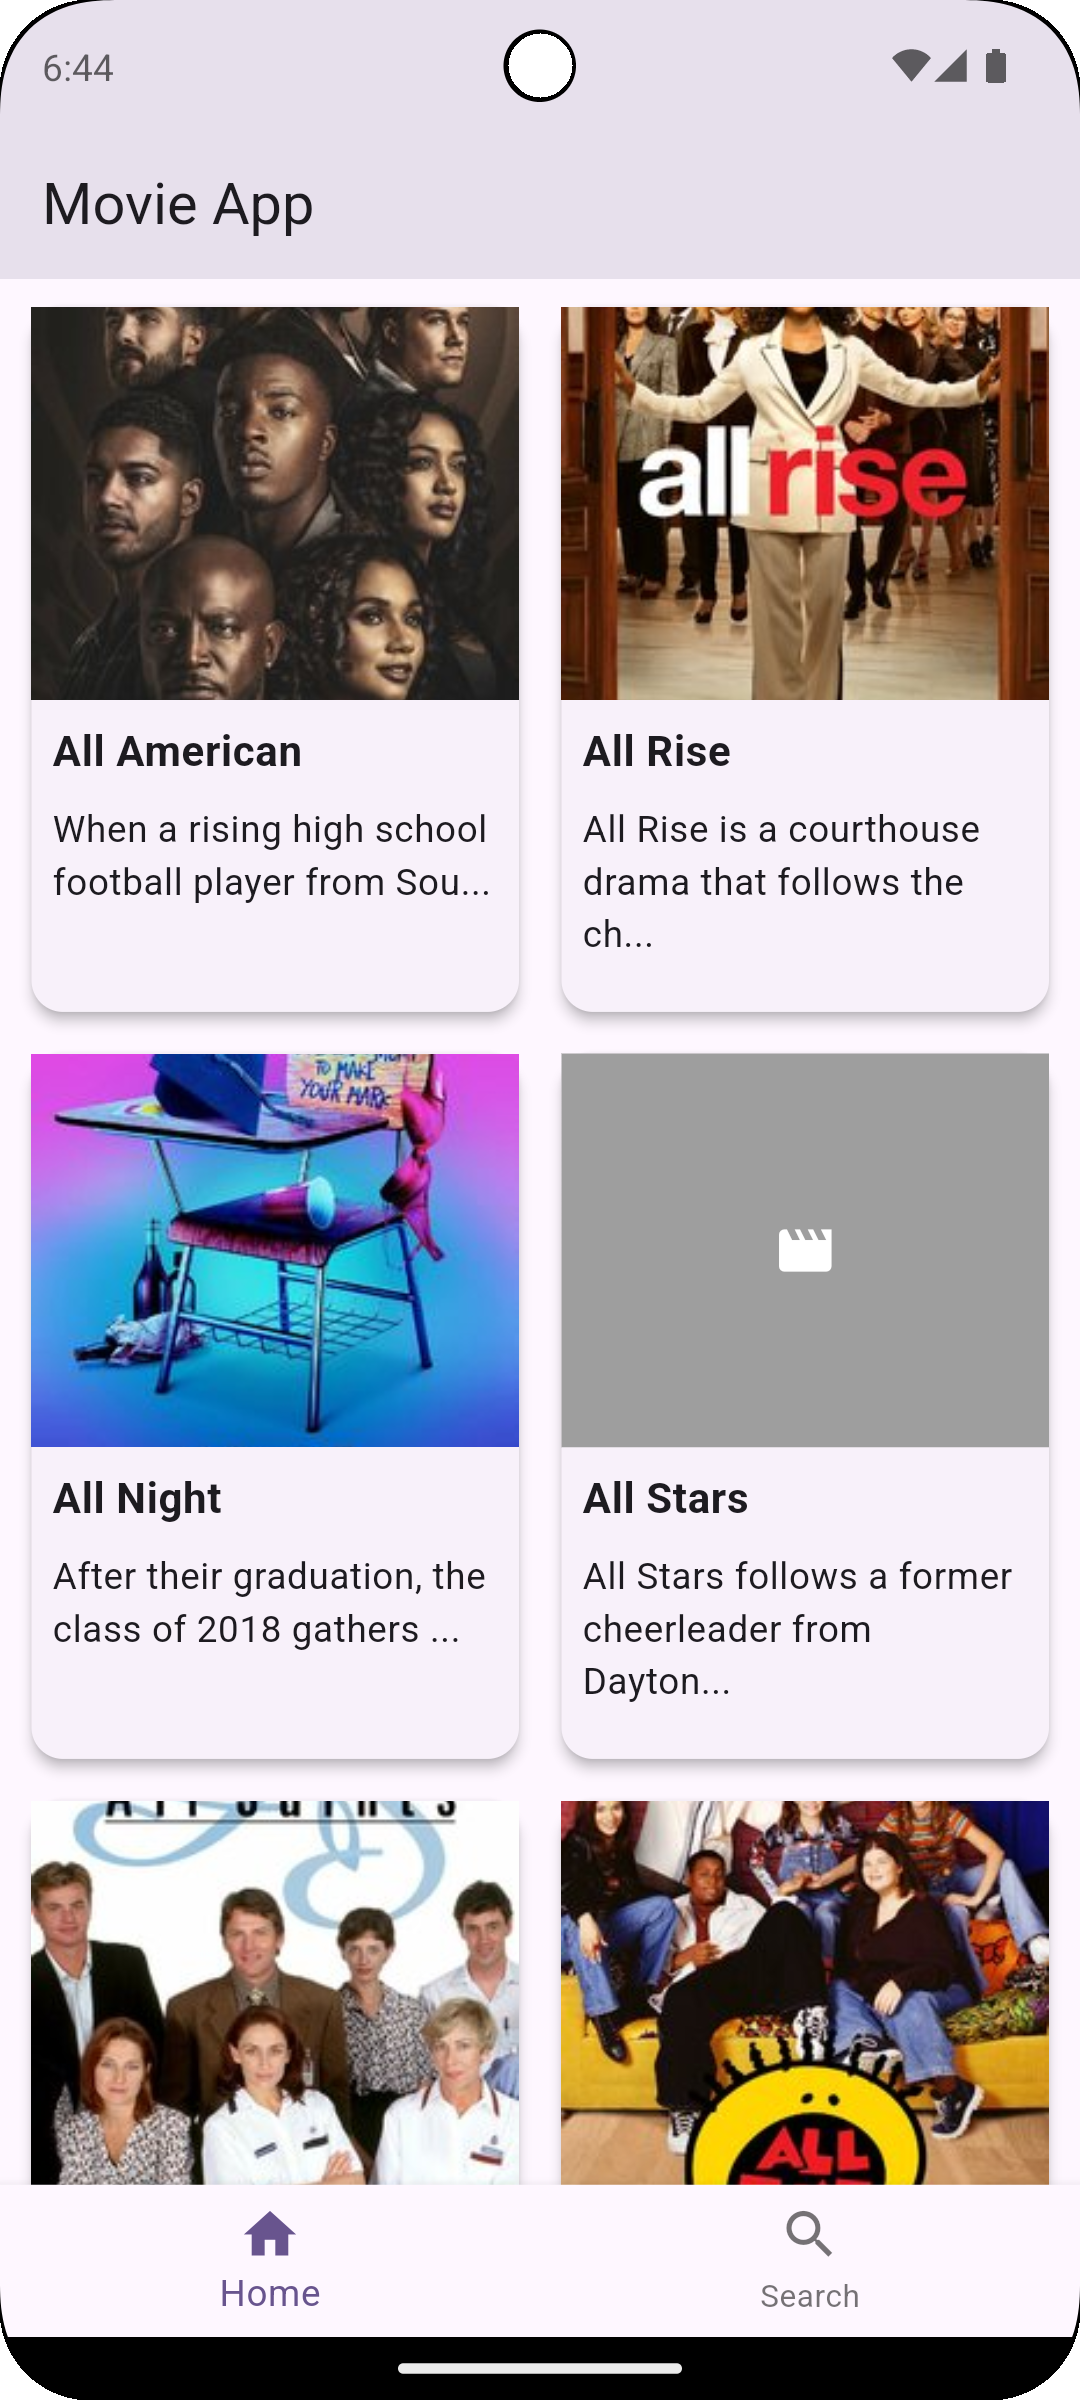 6:44
Movie App
all rise
All American
When a rising high school
football player from Sou...
All Rise
All Rise is a courthouse
drama that follows the
ch...
TO MAKE
YOUR MARK
All Night
After their graduation, the
class of 2018 gathers ...
All Stars
All Stars follows a former
cheerleader from
Dayton...
ALL
Home
Search